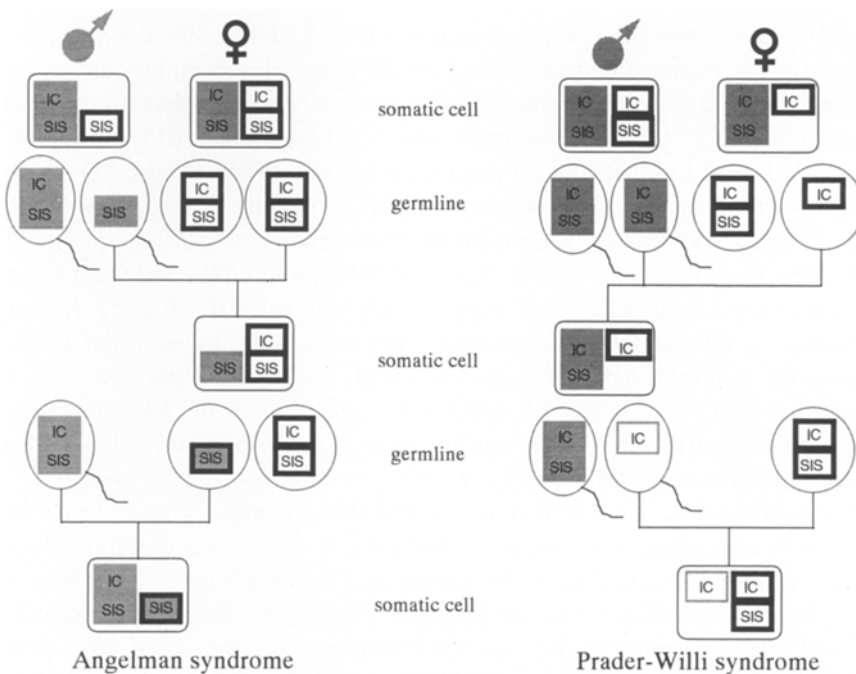 IC IC IC IC
SIS SIS SIS SIS
somatic cell
IC IC IC
SIS SIS SIS
IC IC IC
SIS SIS SIS SIS
germline
IC IC IC IC
SIS SIS SIS
IC
SIS SIS
somatic cell
IC IC
SIS
IC IC
SIS SIS SIS
germline
IC IC IC
SIS SIS
IC
SIS SIS
somatic cell
IC IC
SIS
Angelman syndrome
Prader-Willi syndrome